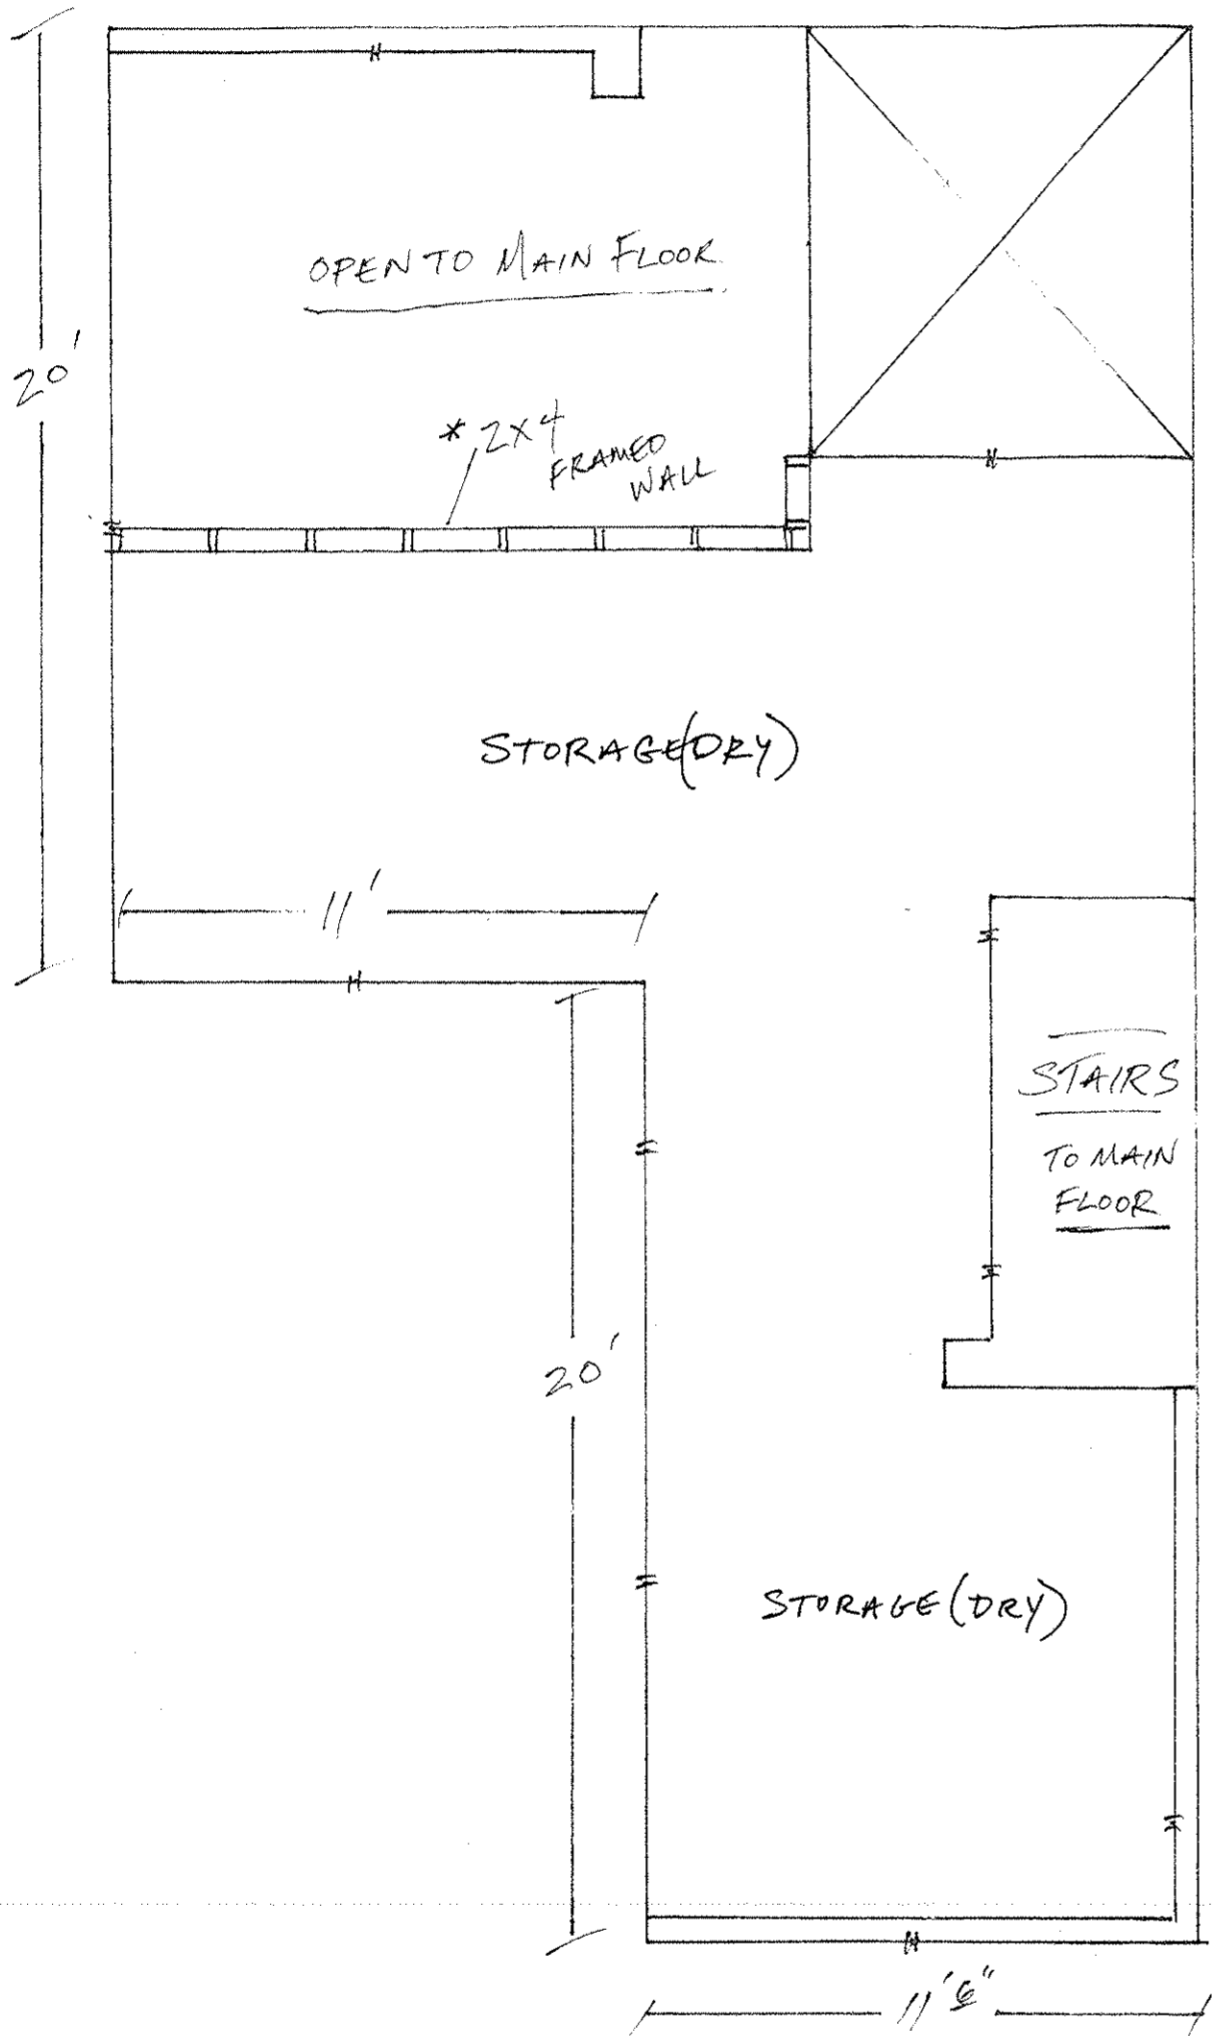 OPEN TO MAIN FLOOR
20'
* 2x4
FRAMED
WALL
STORAGE(DRY)
11'
STAIRS
TO MAIN
FLOOR
20'
STORAGE(DRY)
11'6"